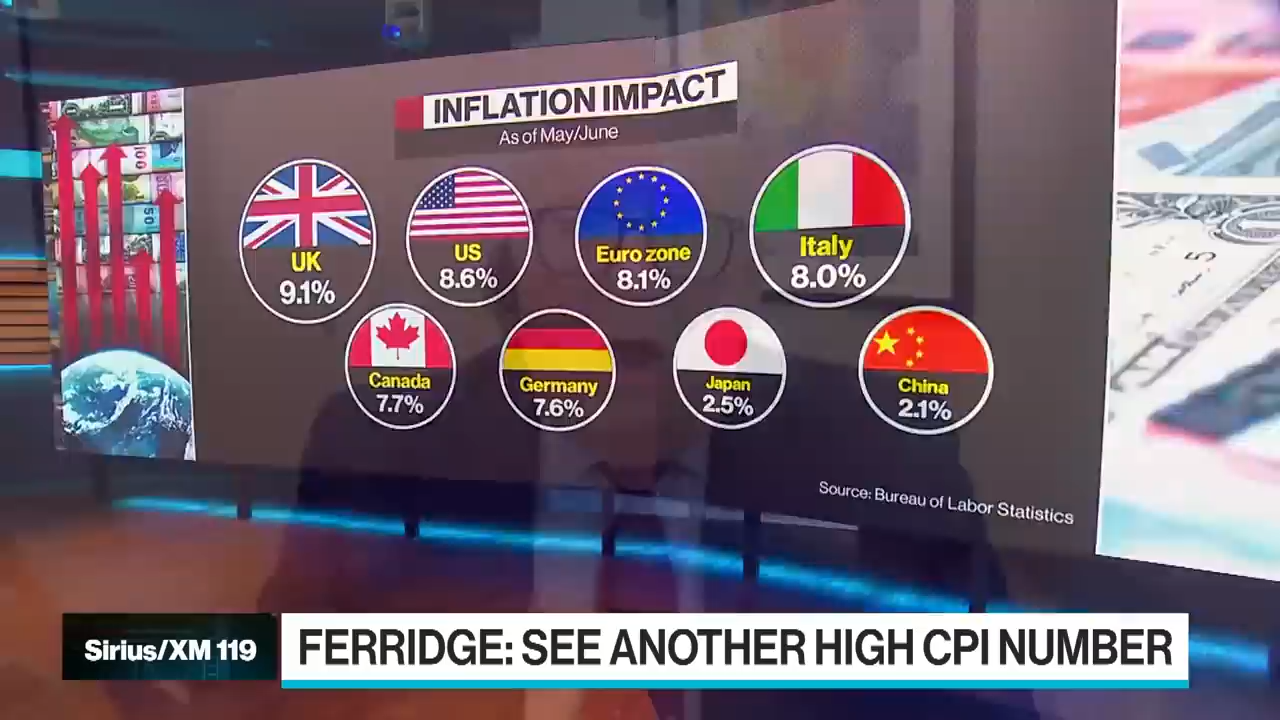 INFLATION IMPACT
As of May/June
UK
9.1%
US
8.6%
Euro zone
8.1%
Italy
8.0%
Canada
7.7%
Germany
7.6%
Japan
2.5%
China
2.1%
Source: Bureau of Labor Statistics
Sirius/XM 119
FERRIDGE: SEE ANOTHER HIGH CPI NUMBER